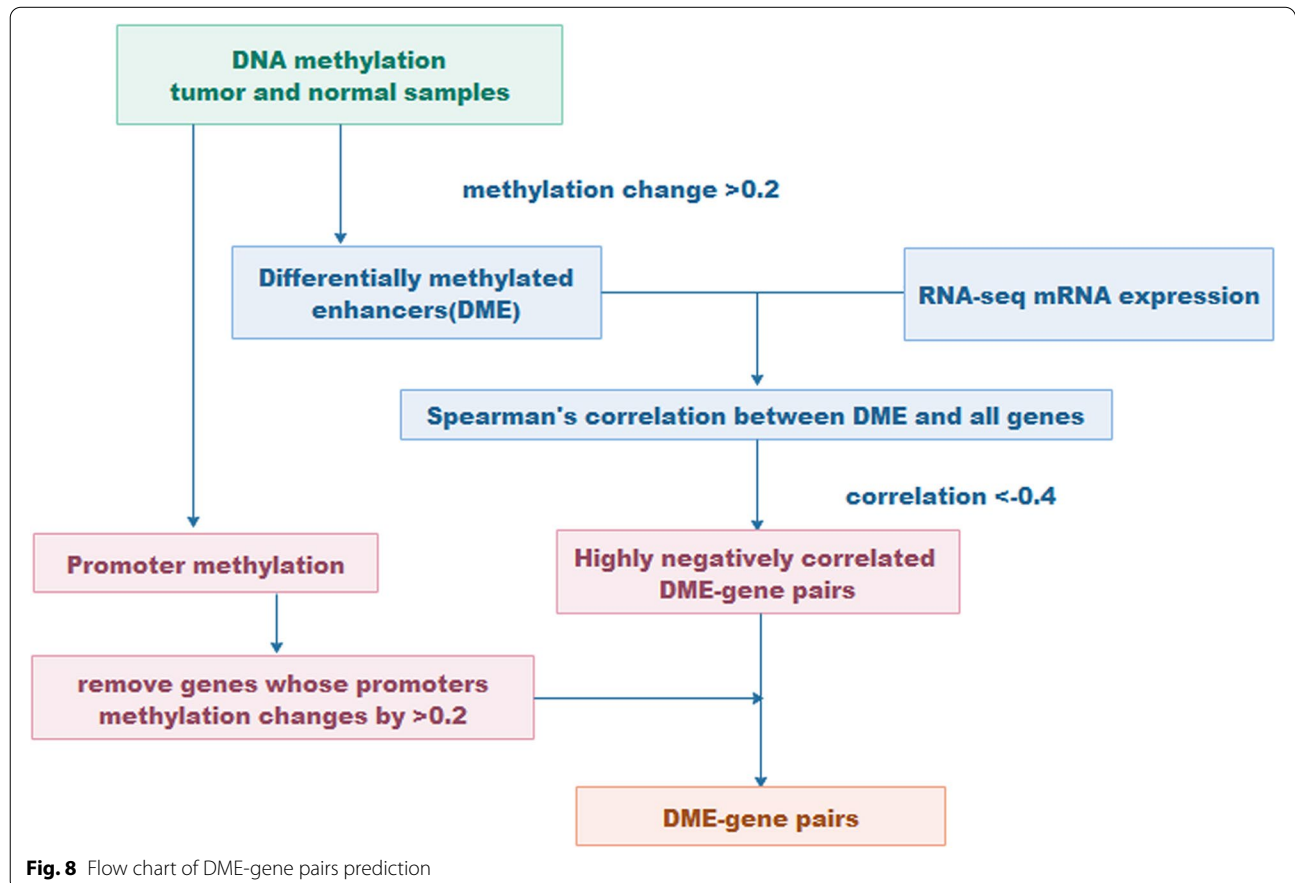 DNA methylation
tumor and normal samples
methylation change >0.2
Differentially methylated
enhancers(DME)
RNA-seq mRNA expression
Spearman's correlation between DME and all genes
correlation <-0.4
Promoter methylation
Highly negatively correlated
DME-gene pairs
remove genes whose promoters
methylation changes by >0.2
DME-gene pairs
Fig. 8 Flow chart of DME-gene pairs prediction